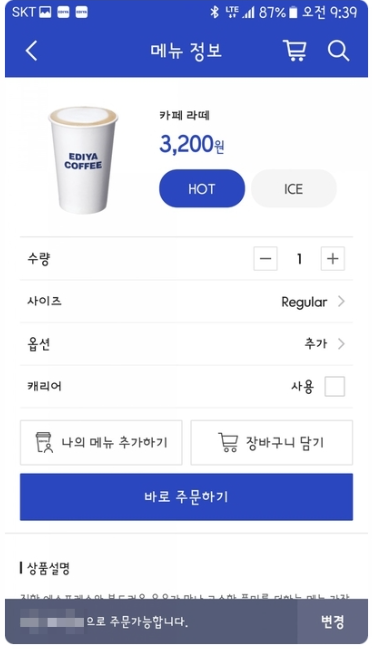 SKT 87% 오전 9:39
메뉴 정보
카페 라떼
3,200원
EDIYA
COFFEE
HOT ICE
수량 1
사이즈 Regular
옵션 추가
캐리어 사용
나의 메뉴 추가하기 장바구니 담기
바로 주문하기
상품설명
으로 주문가능합니다. 변경